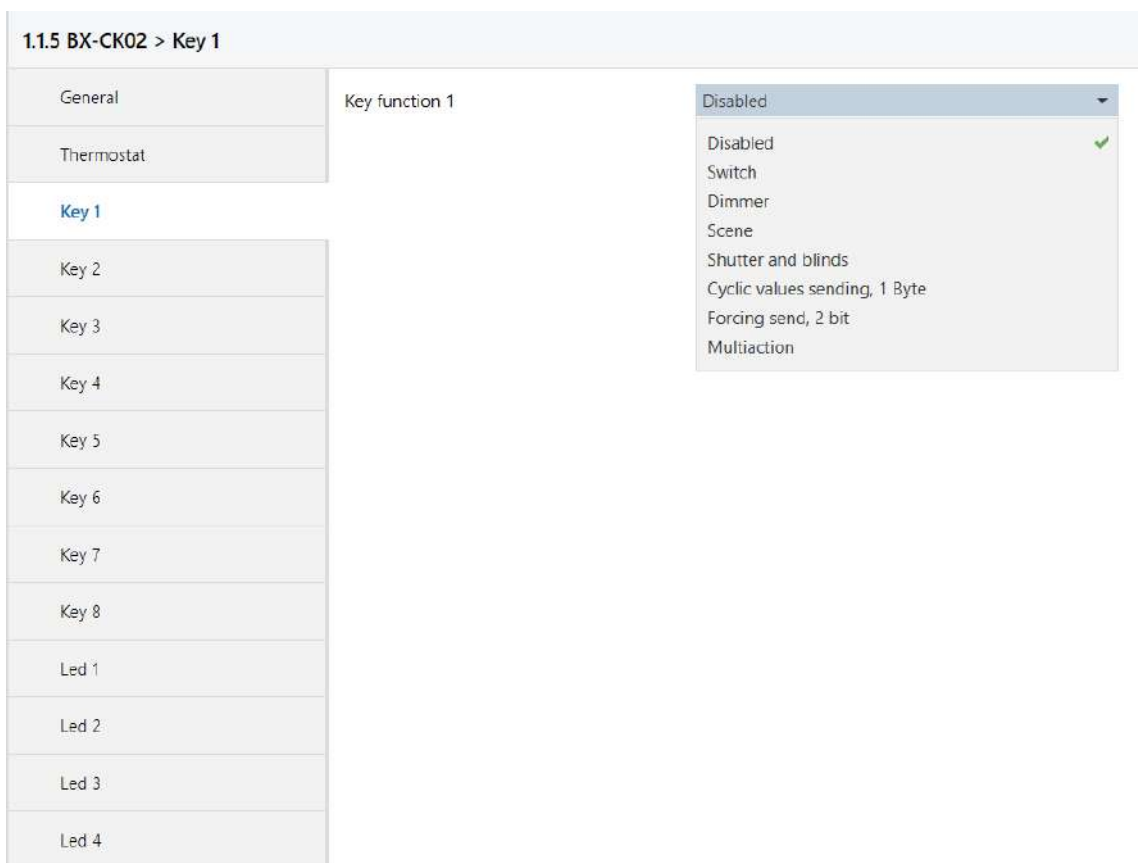 1.1.5 BX-CK02 > Key 1
General
Thermostat
Key 1
Key 2
Key 3
Key 4
Key 5
Key 6
Key 7
Key 8
Led 1
Led 2
Led 3
Led 4
Key function 1
Disabled
Disabled
Switch
Dimmer
Scene
Shutter and blinds
Cyclic values sending, 1 Byte
Forcing send, 2 bit
Multiaction